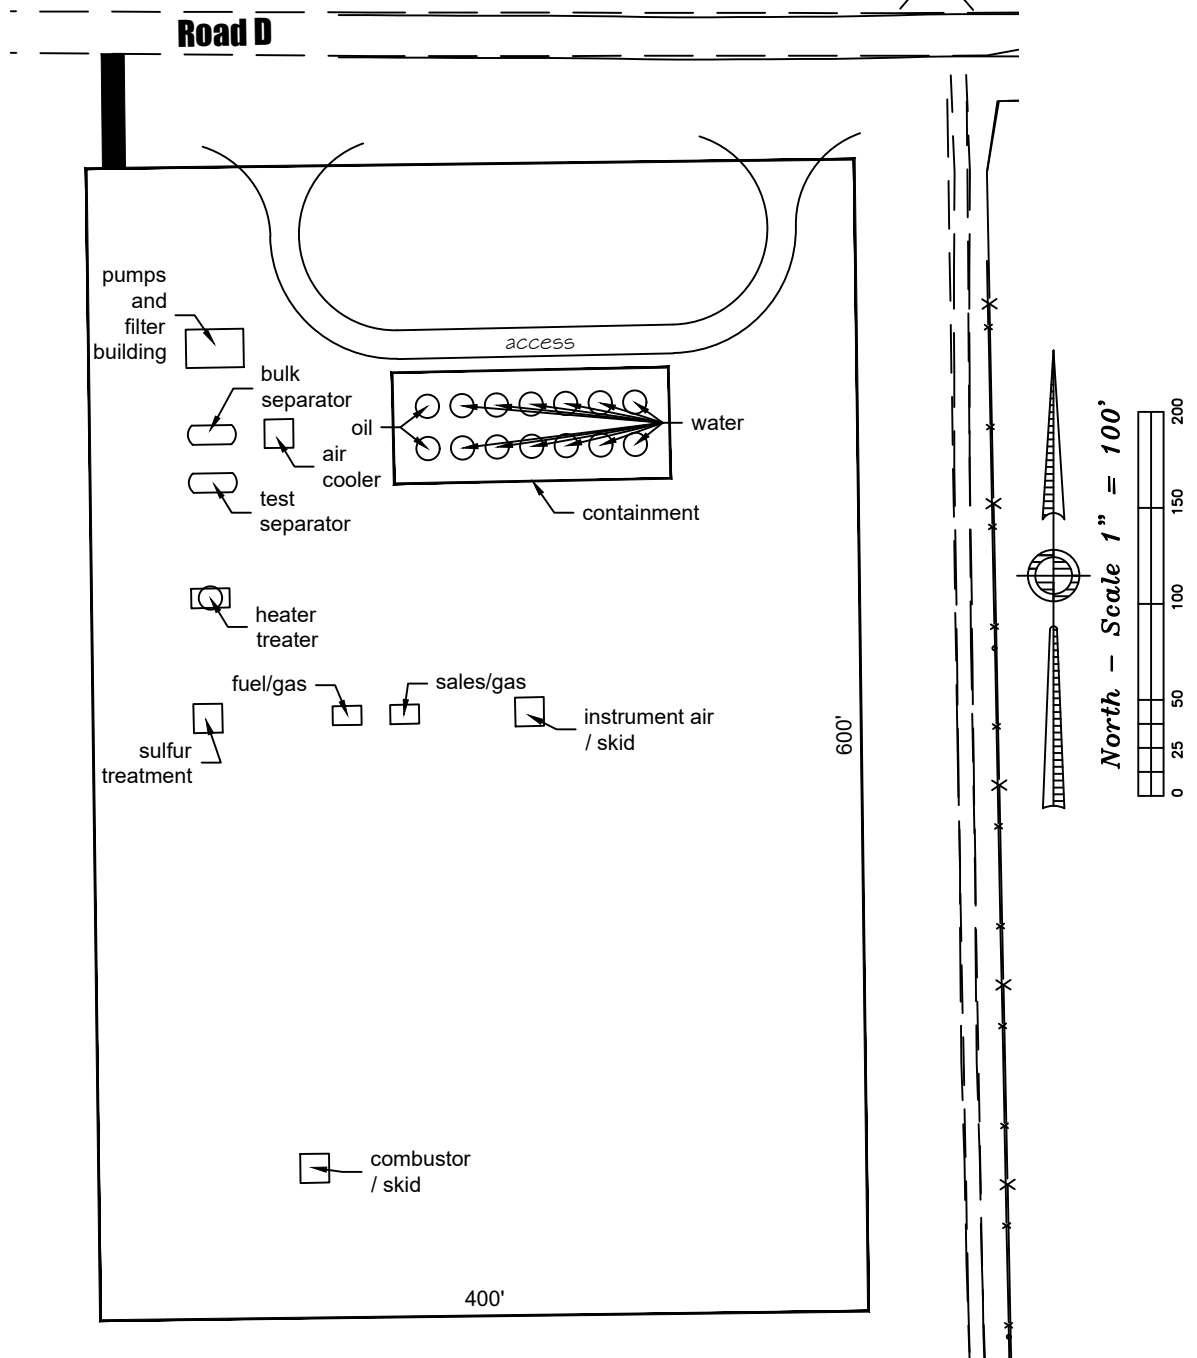 Road D
pumps
and
filter
building
access
bulk
separator
oil
water
air
cooler
test
separator
containment
heater
treater
fuel/gas
sales/gas
instrument air
/ skid
sulfur
treatment
600'
combustor
/ skid
400'
North - Scale 1" = 100'
0
25
50
100
150
200